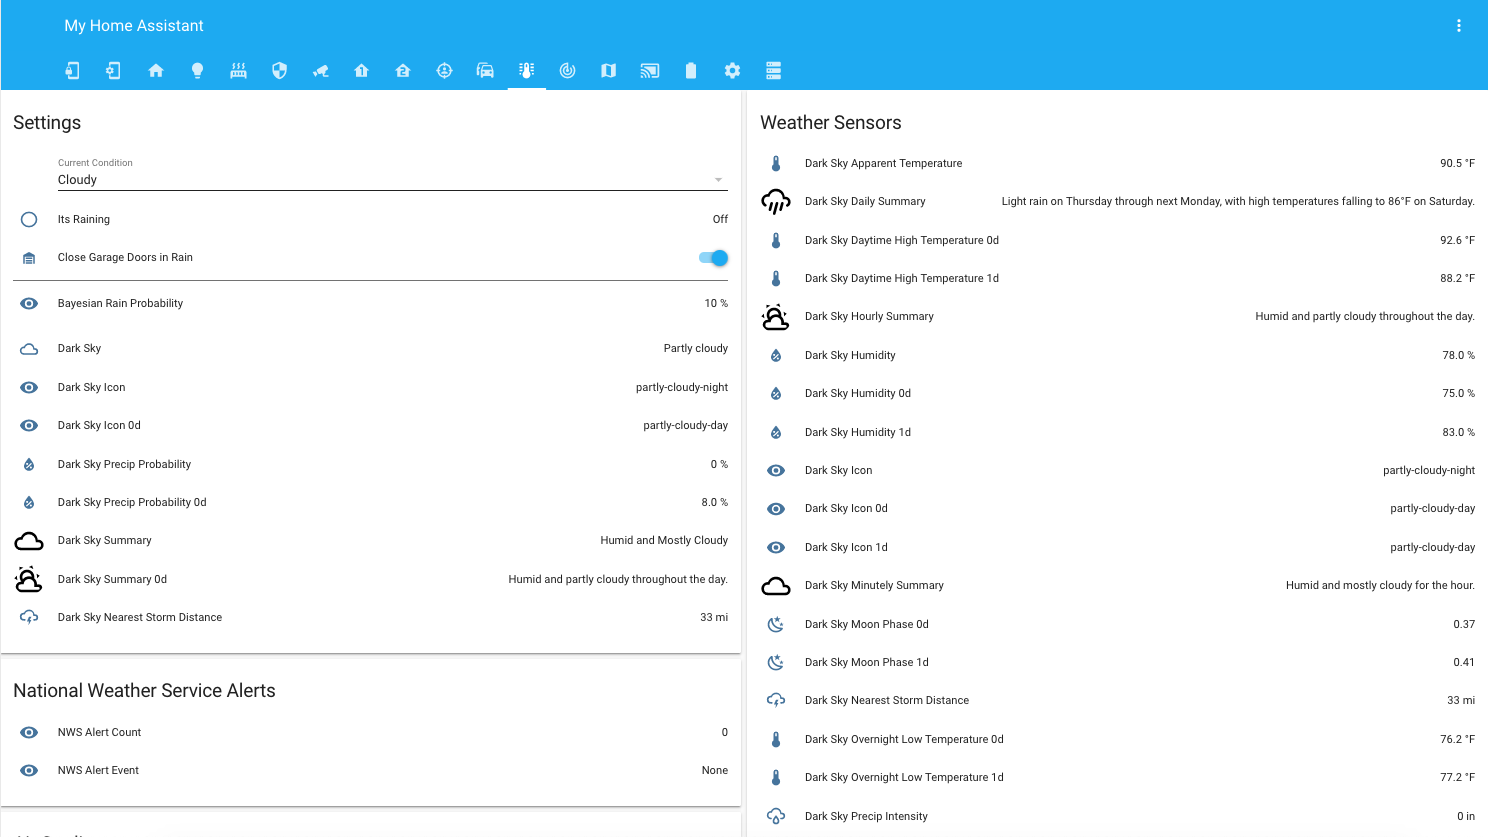 My Home Assistant
Settings
Current Condition
Cloudy
Its Raining Off
Close Garage Doors in Rain
Bayesian Rain Probability 10 %
Dark Sky Partly cloudy
Dark Sky Icon partly-cloudy-night
Dark Sky Icon 0d partly-cloudy-day
Dark Sky Precip Probability 0 %
Dark Sky Precip Probability 0d 8.0 %
Dark Sky Summary Humid and Mostly Cloudy
Dark Sky Summary 0d Humid and partly cloudy throughout the day.
Dark Sky Nearest Storm Distance 33 mi
National Weather Service Alerts
NWS Alert Count 0
NWS Alert Event None
Weather Sensors
Dark Sky Apparent Temperature 90.5 °F
Dark Sky Daily Summary Light rain on Thursday through next Monday, with high temperatures falling to 86°F on Saturday.
Dark Sky Daytime High Temperature 0d 92.6 °F
Dark Sky Daytime High Temperature 1d 88.2 °F
Dark Sky Hourly Summary Humid and partly cloudy throughout the day.
Dark Sky Humidity 78.0 %
Dark Sky Humidity 0d 75.0 %
Dark Sky Humidity 1d 83.0 %
Dark Sky Icon partly-cloudy-night
Dark Sky Icon 0d partly-cloudy-day
Dark Sky Icon 1d partly-cloudy-day
Dark Sky Minutely Summary Humid and mostly cloudy for the hour.
Dark Sky Moon Phase 0d 0.37
Dark Sky Moon Phase 1d 0.41
Dark Sky Nearest Storm Distance 33 mi
Dark Sky Overnight Low Temperature 0d 76.2 °F
Dark Sky Overnight Low Temperature 1d 77.2 °F
Dark Sky Precip Intensity 0 in